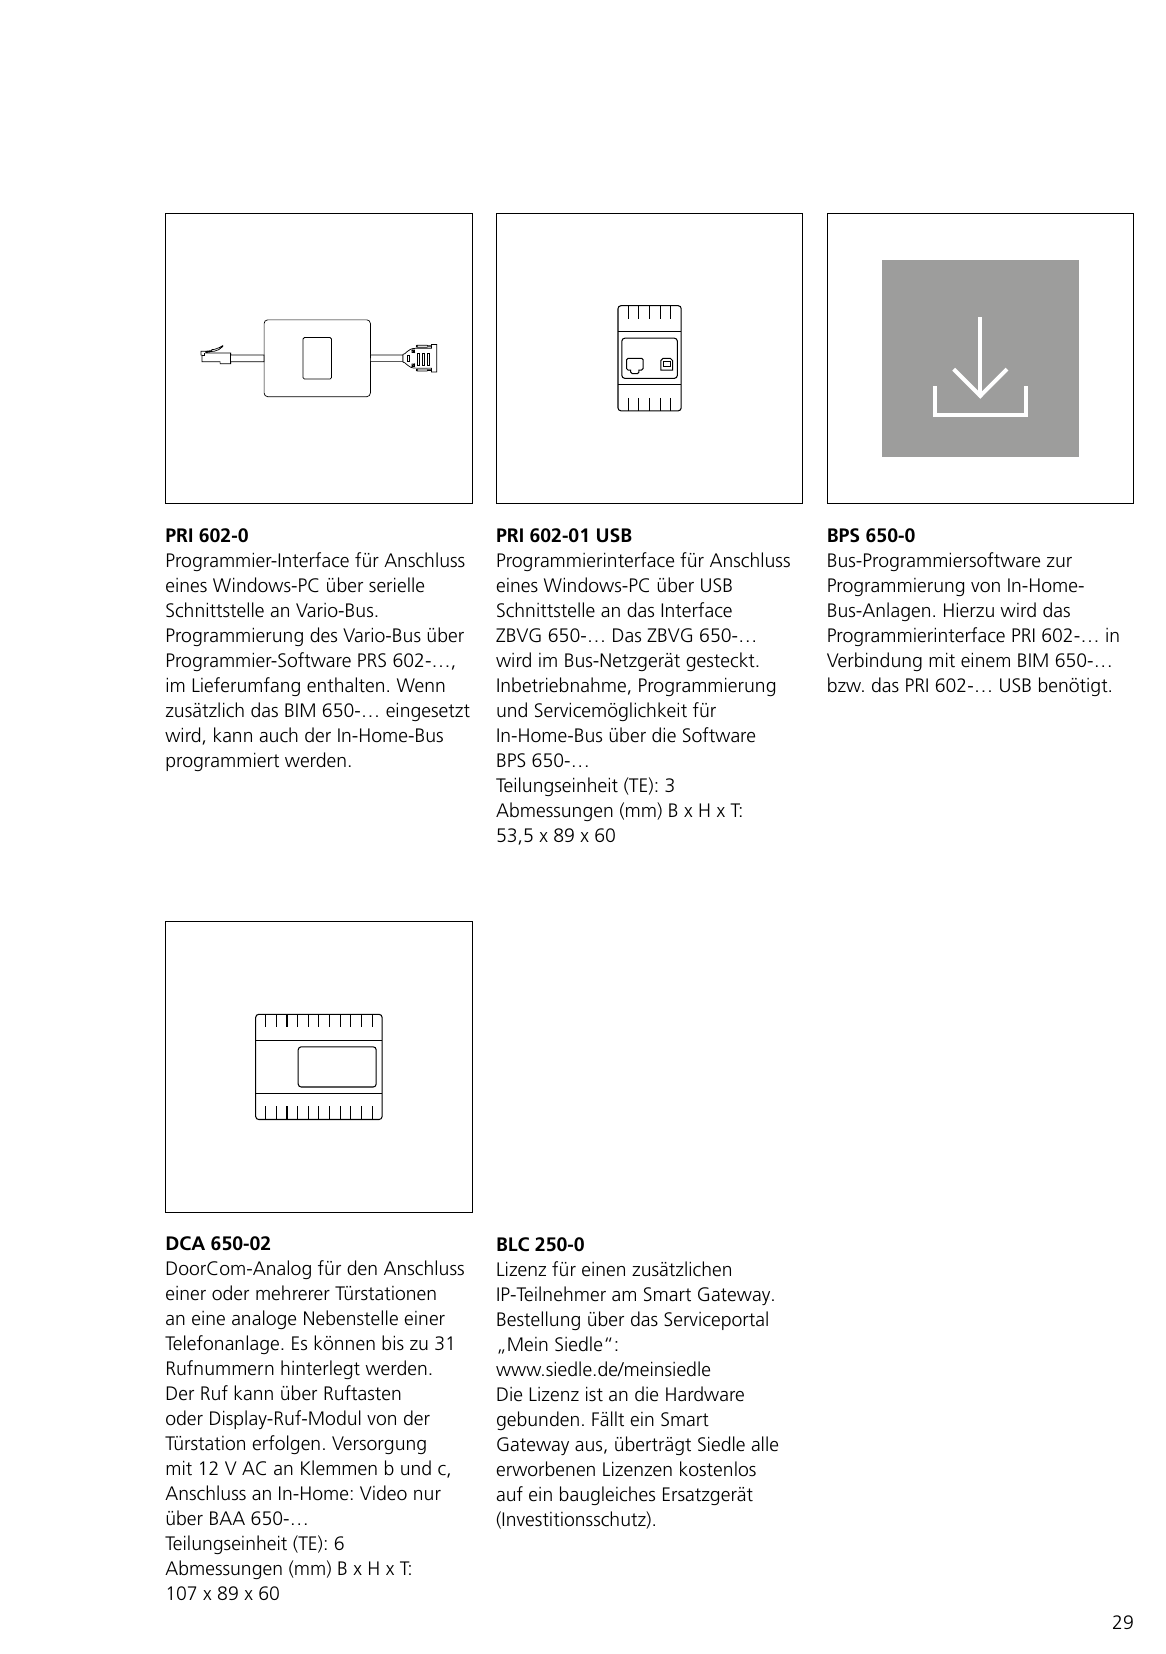 PRI 602-0
Programmier-Interface für Anschluss
eines Windows-PC über serielle
Schnittstelle an Vario-Bus.
Programmierung des Vario-Bus über
Programmier-Software PRS 602-…,
im Lieferumfang enthalten. Wenn
zusätzlich das BIM 650-… eingesetzt
wird, kann auch der In-Home-Bus
programmiert werden.
PRI 602-01 USB
Programmierinterface für Anschluss
eines Windows-PC über USB
Schnittstelle an das Interface
ZBVG 650-… Das ZBVG 650-…
wird im Bus-Netzgerät gesteckt.
Inbetriebnahme, Programmierung
und Servicemöglichkeit für
In-Home-Bus über die Software
BPS 650-…
Teilungseinheit (TE): 3
Abmessungen (mm) B x H x T:
53,5 x 89 x 60
BPS 650-0
Bus-Programmiersoftware zur
Programmierung von In-Home-
Bus-Anlagen. Hierzu wird das
Programmierinterface PRI 602-… in
Verbindung mit einem BIM 650-…
bzw. das PRI 602-… USB benötigt.
DCA 650-02
DoorCom-Analog für den Anschluss
einer oder mehrerer Türstationen
an eine analoge Nebenstelle einer
Telefonanlage. Es können bis zu 31
Rufnummern hinterlegt werden.
Der Ruf kann über Ruftasten
oder Display-Ruf-Modul von der
Türstation erfolgen. Versorgung
mit 12 V AC an Klemmen b und c,
Anschluss an In-Home: Video nur
über BAA 650-…
Teilungseinheit (TE): 6
Abmessungen (mm) B x H x T:
107 x 89 x 60
BLC 250-0
Lizenz für einen zusätzlichen
IP-Teilnehmer am Smart Gateway.
Bestellung über das Serviceportal
„Mein Siedle“:
www.siedle.de/meinsiedle
Die Lizenz ist an die Hardware
gebunden. Fällt ein Smart
Gateway aus, überträgt Siedle alle
erworbenen Lizenzen kostenlos
auf ein baugleiches Ersatzgerät
(Investitionsschutz).
29